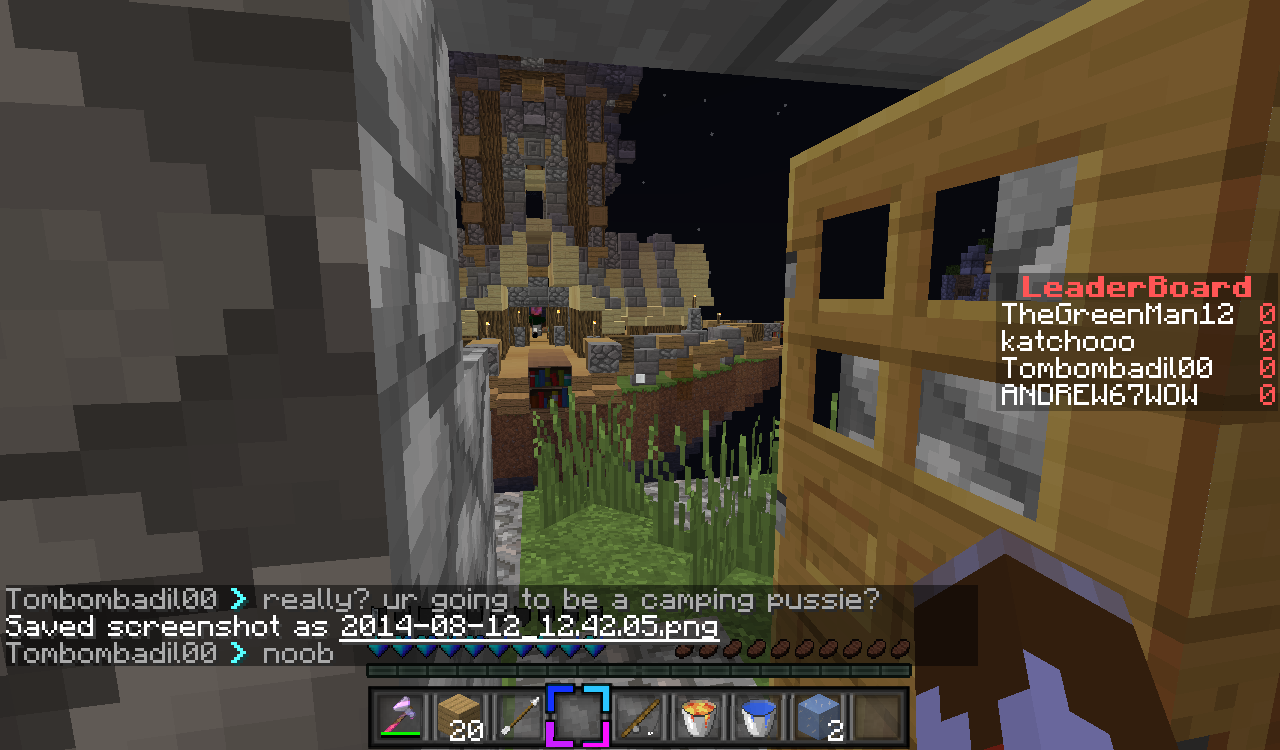 LeaderBoard
TheGreenMan12 0
katchooo 0
Tombombadil00 0
ANDREW67WOW 0
Tombombadil00 > really? ur going to be a camping pussie?
Saved screenshot as 2014-08-12_12.42.05.png
Tombombadil00 > noob
20
2